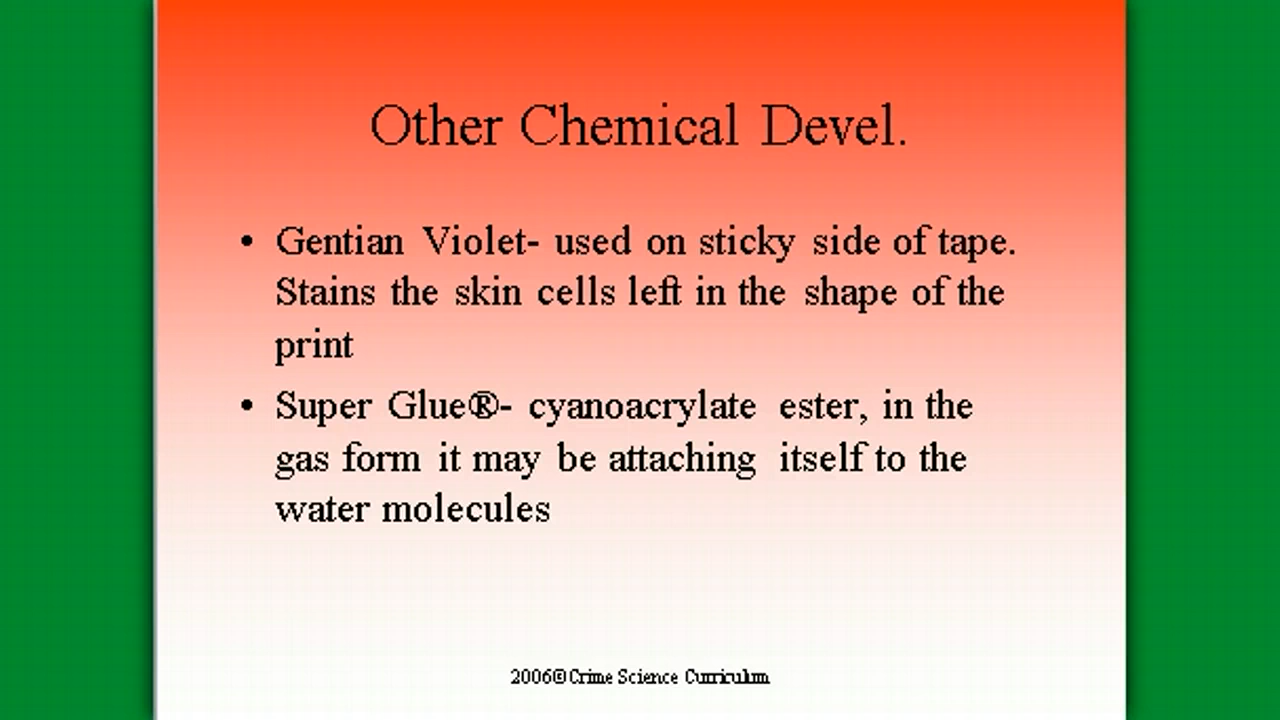 Other Chemical Devel.
• Gentian Violet- used on sticky side of tape.
Stains the skin cells left in the shape of the
print
• Super Glue®- cyanoacrylate ester, in the
gas form it may be attaching itself to the
water molecules
2006©Crime Science Curriculum